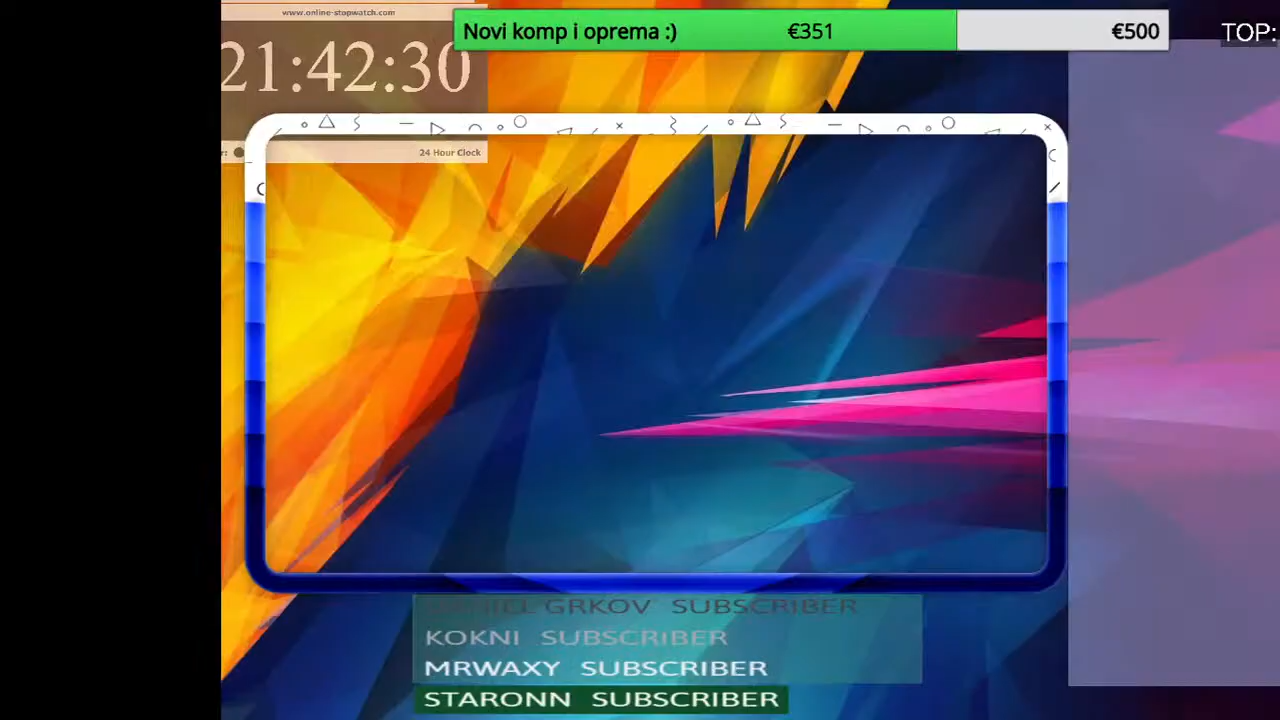 www.online-stopwatch.com
Novi komp i oprema :) €351 €500
TOP:
21:42:30
24 Hour Clock
GRKOV SUBSCRIBER
KOKNI SUBSCRIBER
MRWAXY SUBSCRIBER
STARONN SUBSCRIBER